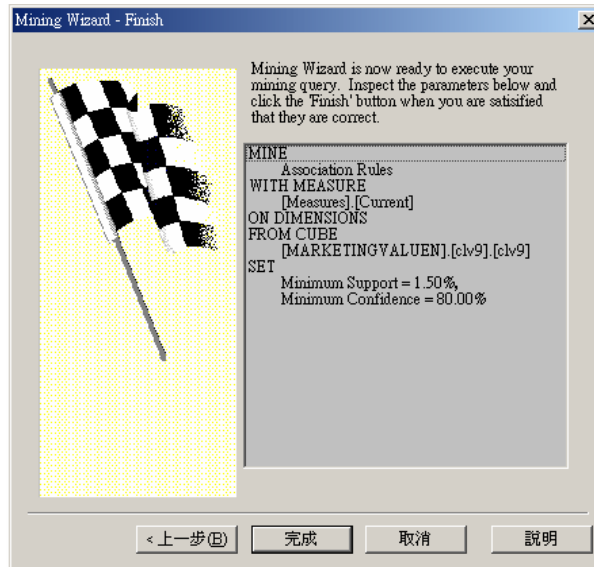 Mining Wizard - Finish
Mining Wizard is now ready to execute your
mining query. Inspect the parameters below and
click the 'Finish' button when you are satisified
that they are correct.
MINE
Association Rules
WITH MEASURE
[Measures].[Current]
ON DIMENSIONS
FROM CUBE
[MARKETINGVALUEN].[clv9].[clv9]
SET
Minimum Support = 1.50%,
Minimum Confidence = 80.00%
<上一步(B) 完成 取消 說明